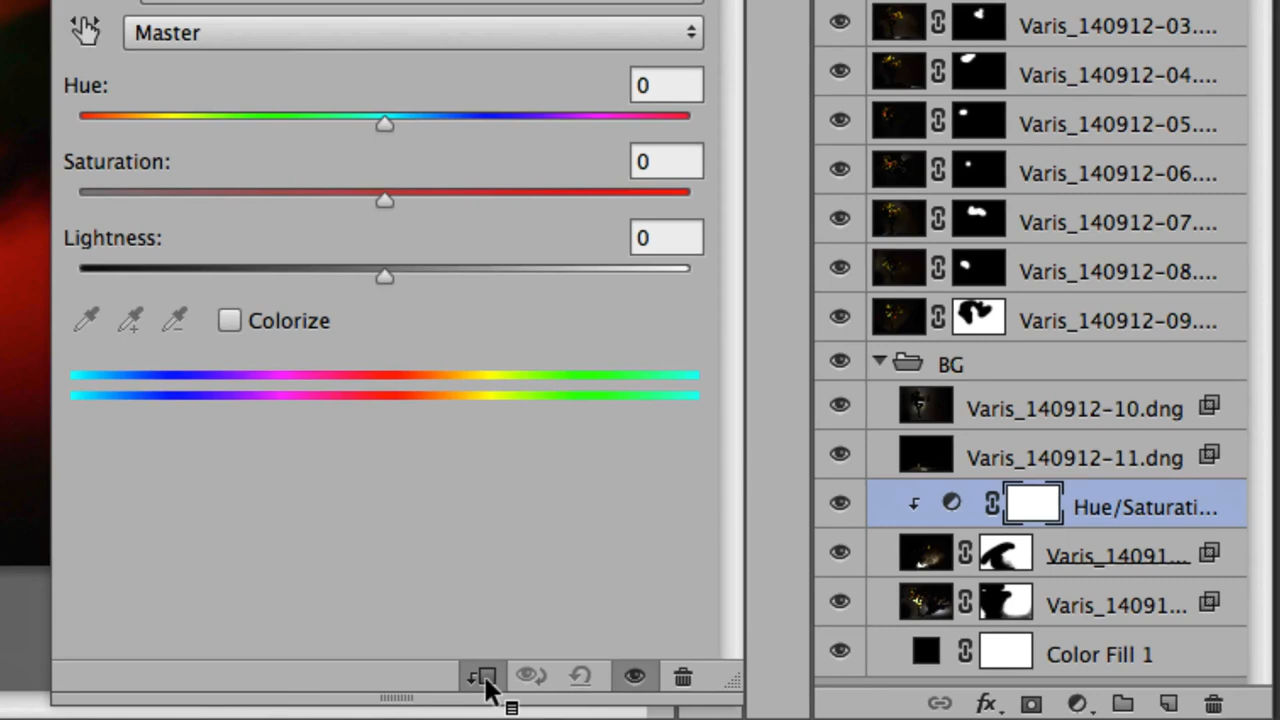 Master
Hue:
0
Saturation:
0
Lightness:
0
Colorize
Varis_140912-03....
Varis_140912-04....
Varis_140912-05....
Varis_140912-06....
Varis_140912-07....
Varis_140912-08....
Varis_140912-09....
BG
Varis_140912-10.dng
Varis_140912-11.dng
Hue/Saturati...
Varis_14091...
Varis_14091...
Color Fill 1
fx